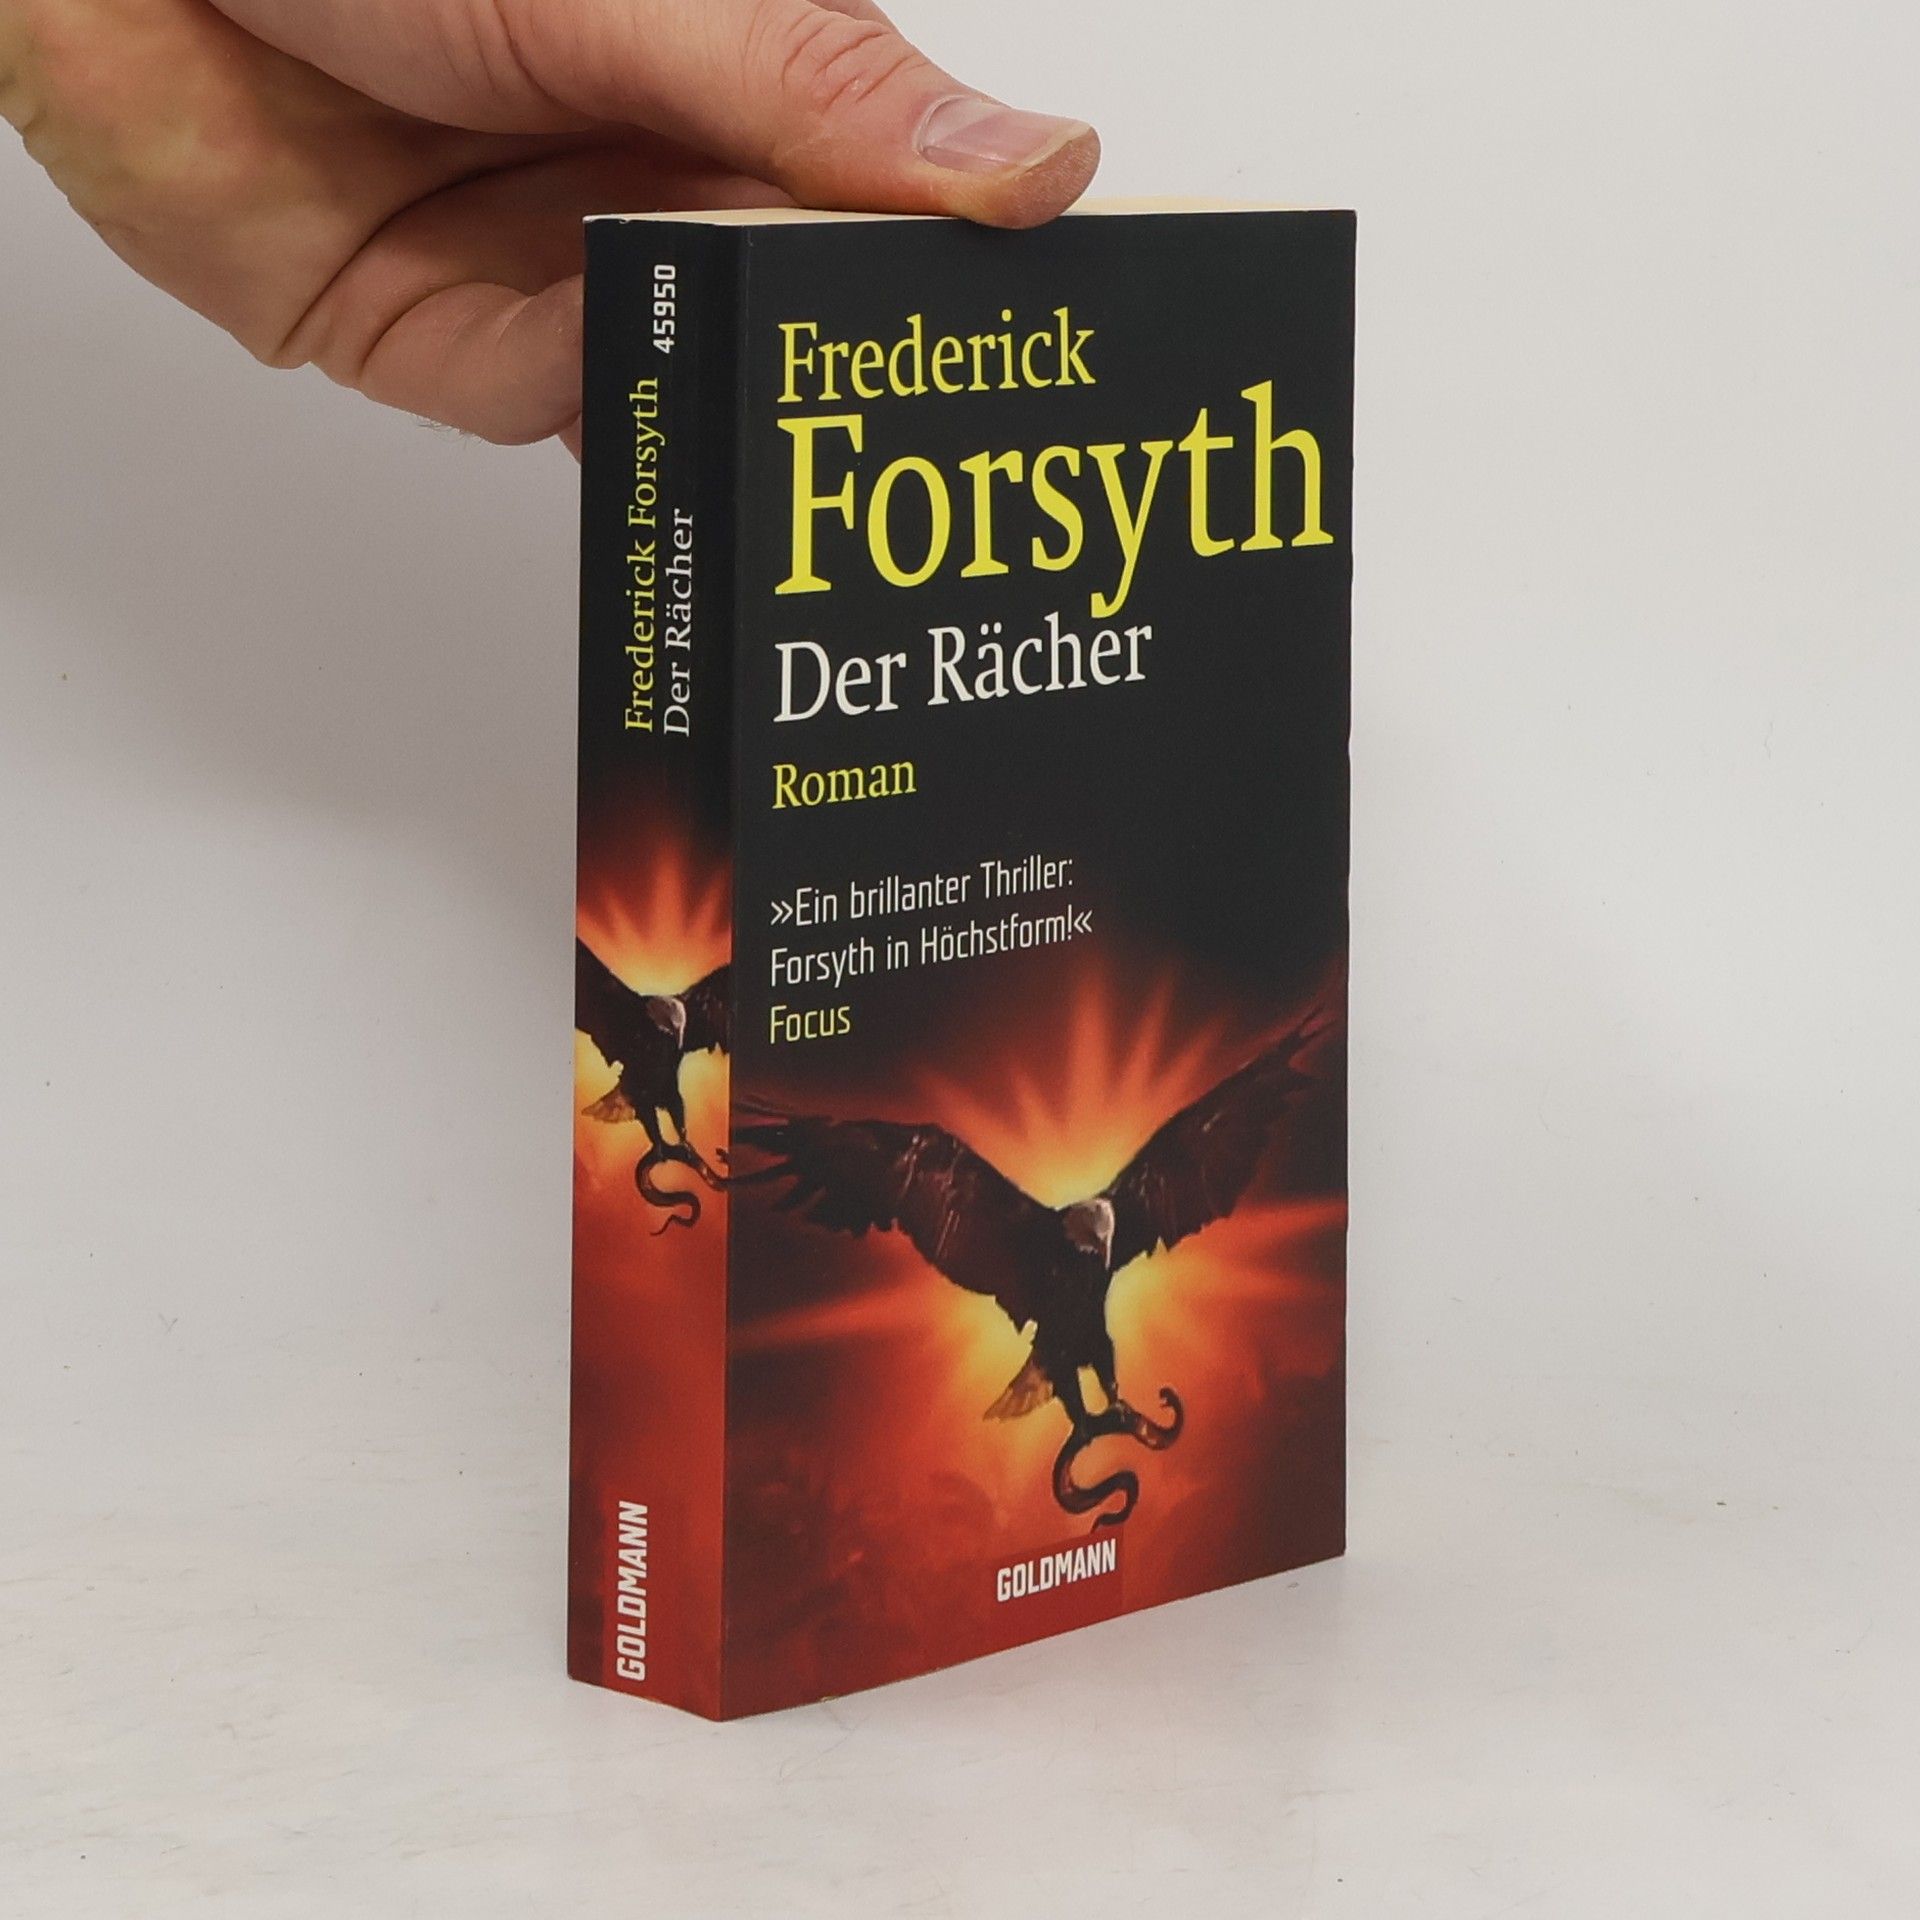 Frederick Forsyth 45950
Der Rächer
GOLDMANN
Frederick
Forsyth
Der Rächer
Roman
»Ein brillanter Thriller:
Forsyth in Höchstform!«
Focus
GOLDMANN